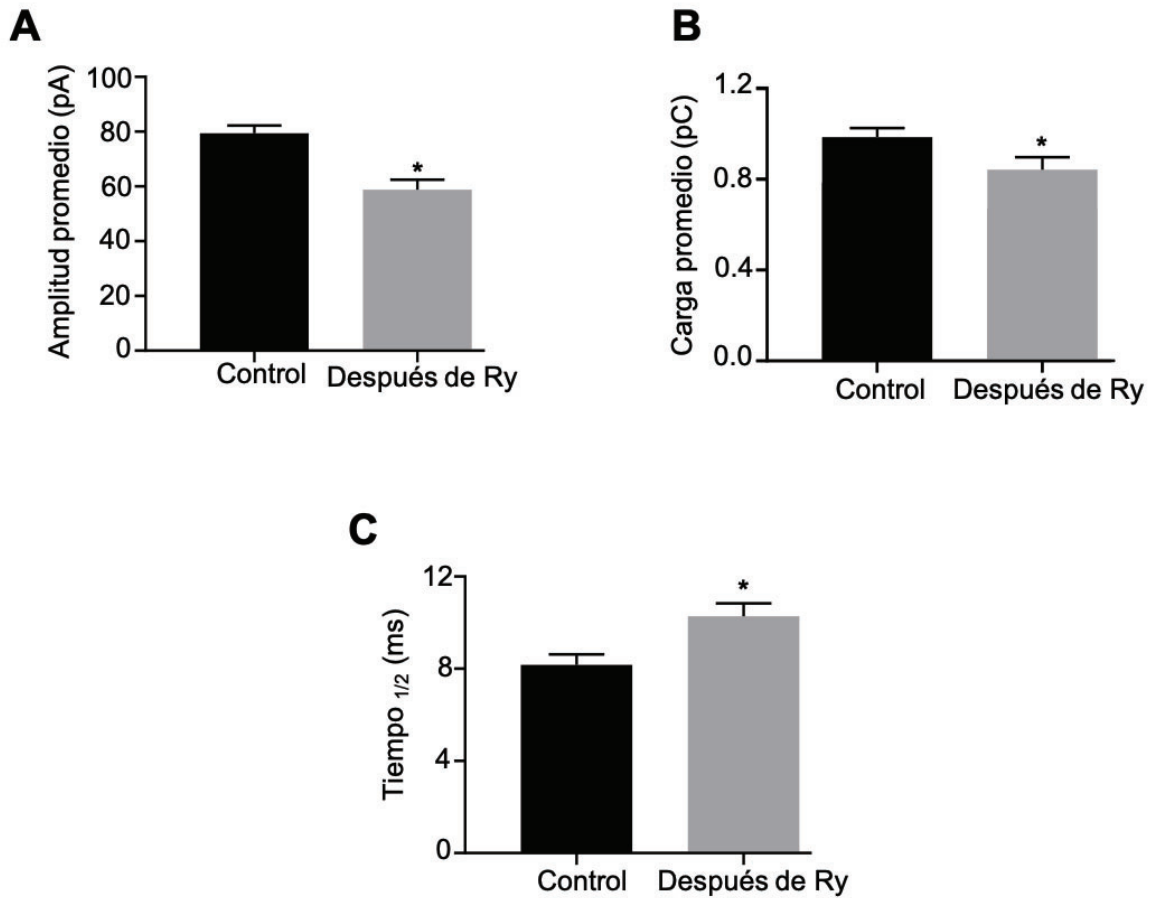 A
Amplitud promedio (pA)
100
80
60
40
20
0
*
Control
Después de Ry
B
Carga promedio (pC)
1.2
0.8
0.4
0.0
*
Control
Después de Ry
C
Tiempo 1/2 (ms)
12
8
4
0
*
Control
Después de Ry